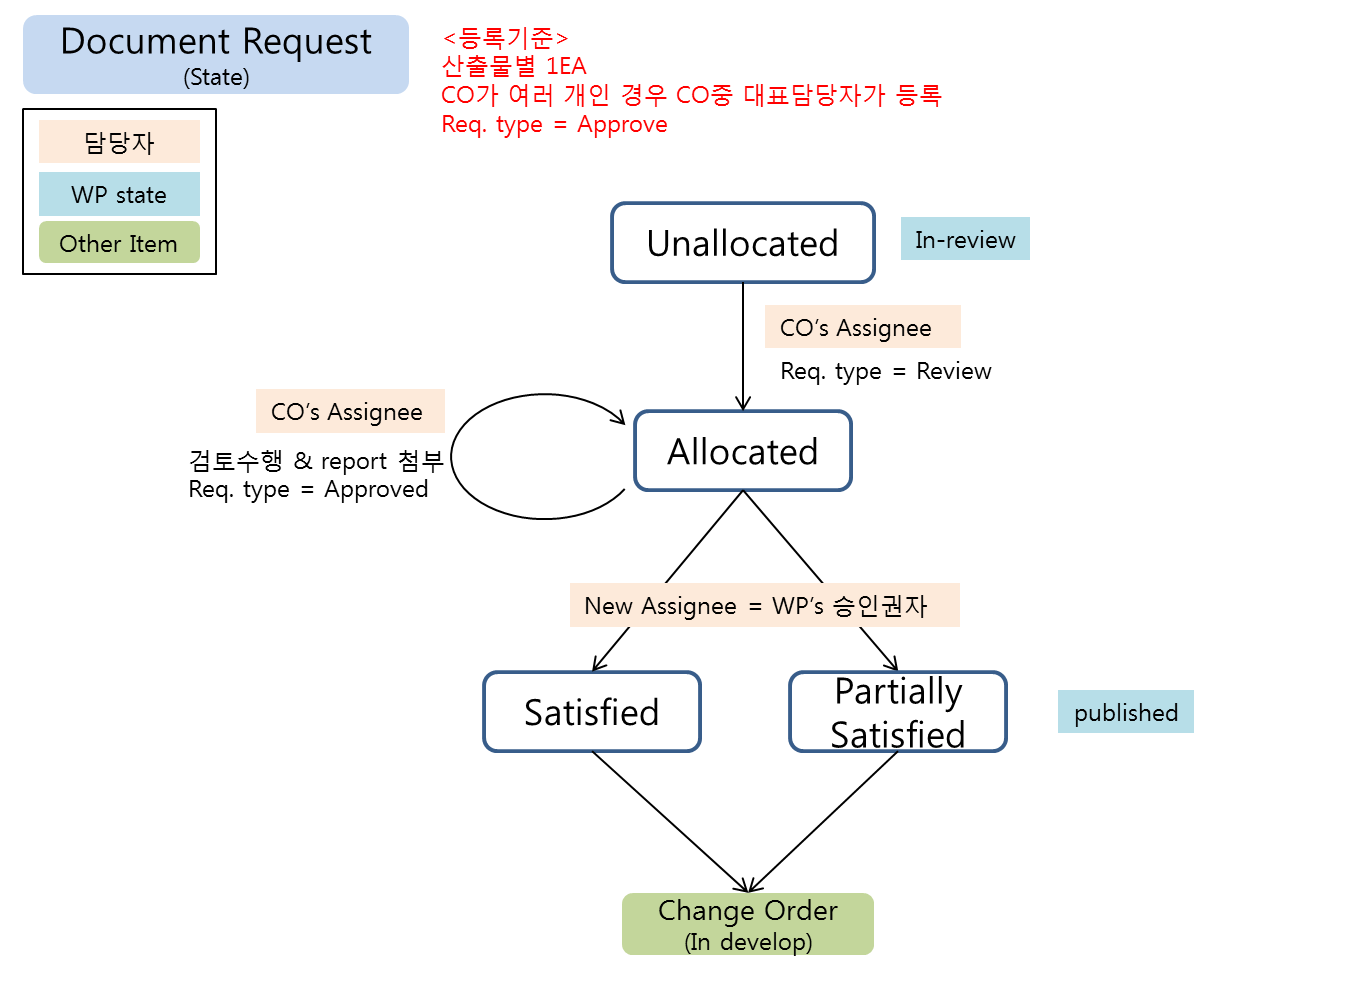 Document Request
(State)
<등록기준>
산출물별 1EA
CO가 여러 개인 경우 CO중 대표담당자가 등록
Req. type = Approve
담당자
WP state
Other Item
Unallocated
In-review
CO’s Assignee
Req. type = Review
CO’s Assignee
검토수행 & report 첨부
Req. type = Approved
Allocated
New Assignee = WP’s 승인권자
Satisfied
Partially
Satisfied
published
Change Order
(In develop)